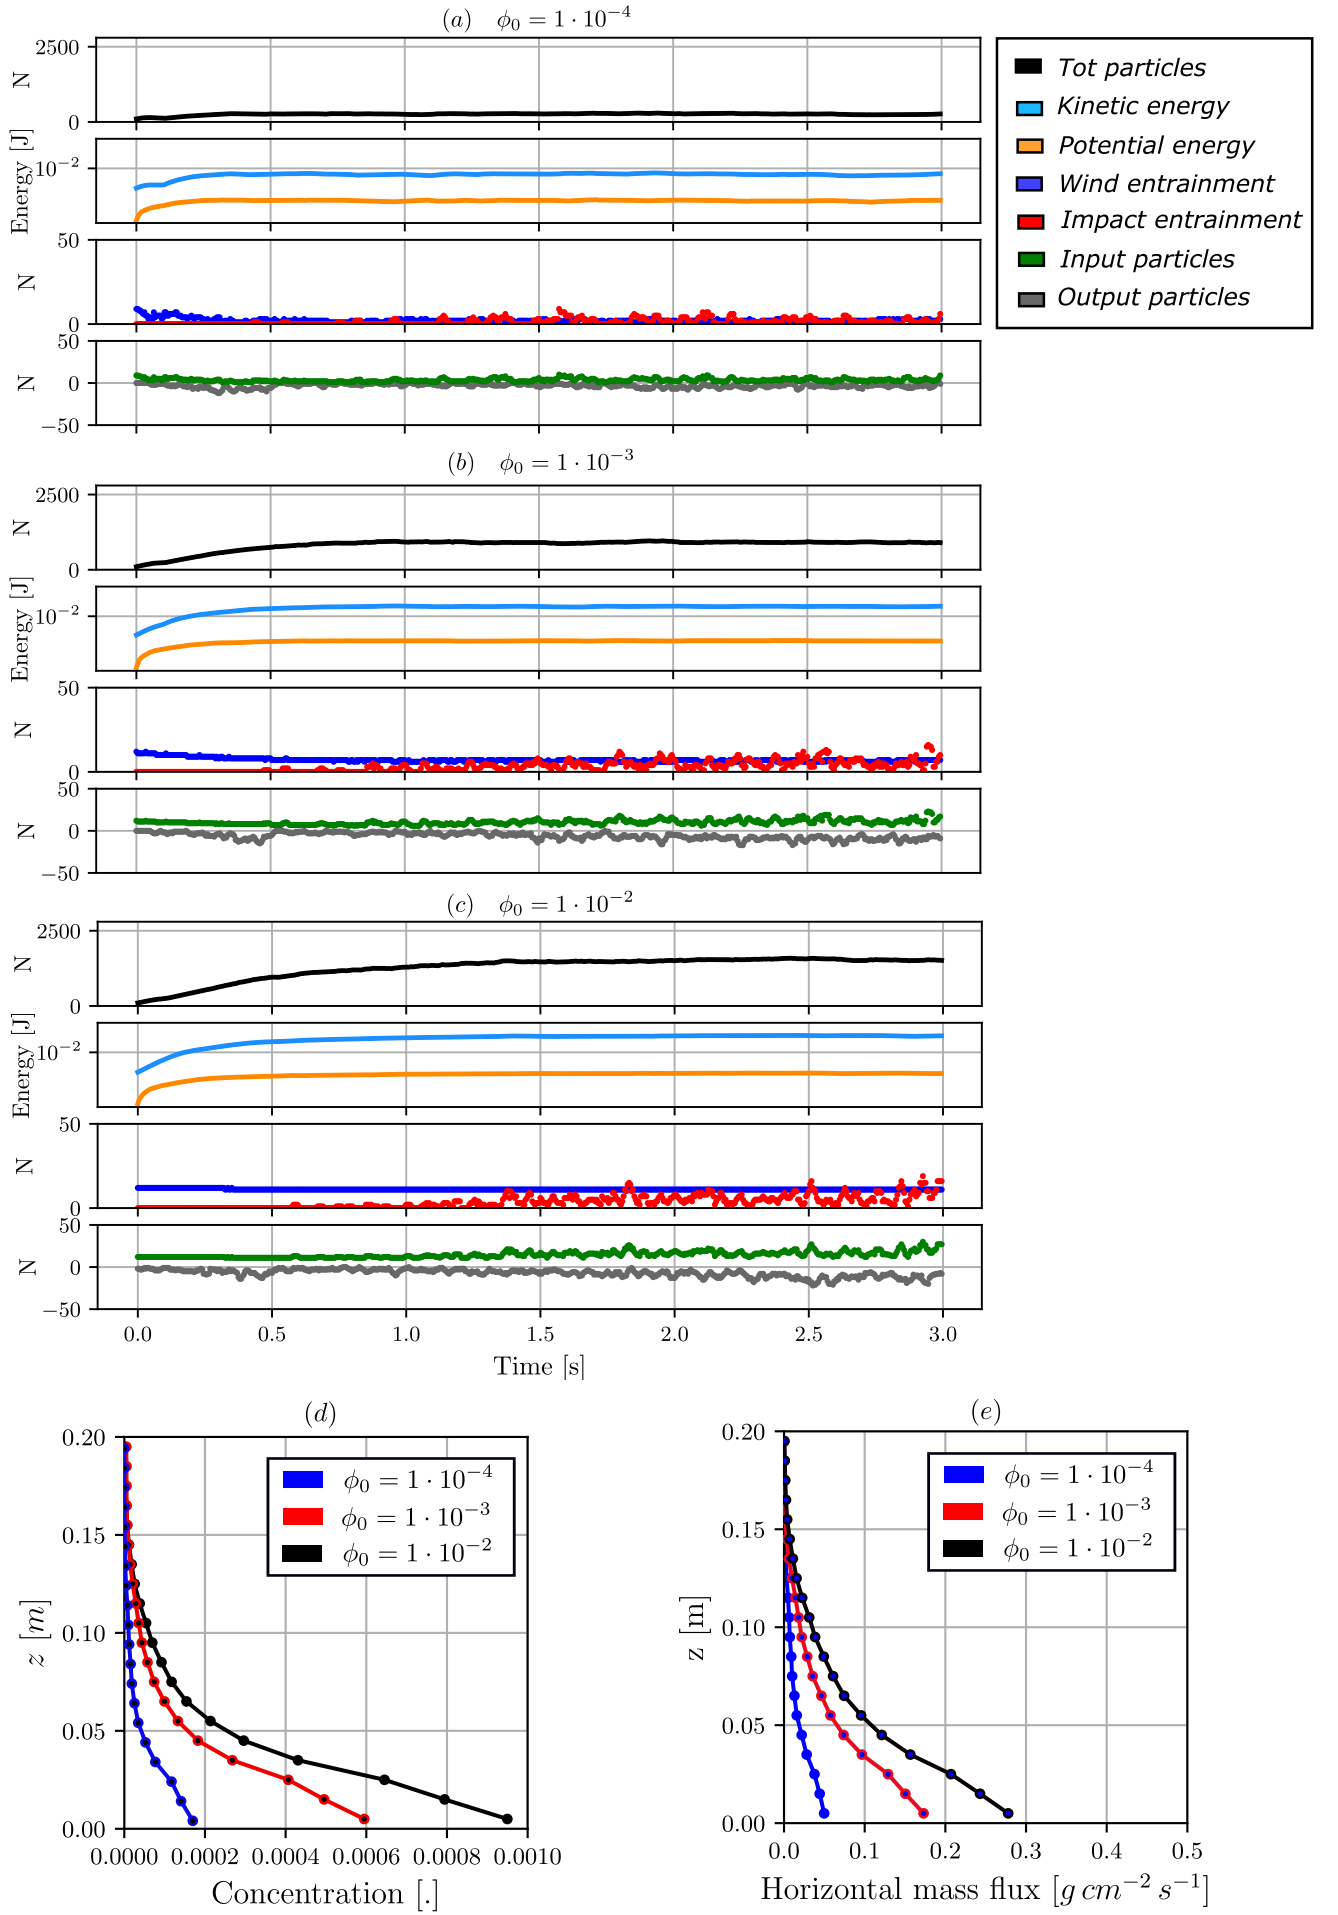 (a) ϕ₀ = 1 · 10⁻⁴
2500
N
0
Energy [J]
10⁻²
50
N
0
50
N
0
−50
Tot particles
Kinetic energy
Potential energy
Wind entrainment
Impact entrainment
Input particles
Output particles
(b) ϕ₀ = 1 · 10⁻³
2500
N
0
Energy [J]
10⁻²
50
N
0
50
N
0
−50
(c) ϕ₀ = 1 · 10⁻²
2500
N
0
Energy [J]
10⁻²
50
N
0
50
N
0
−50
0.0 0.5 1.0 1.5 2.0 2.5 3.0
Time [s]
(d)
0.20
0.15
0.10
0.05
0.00
z [m]
ϕ₀ = 1 · 10⁻⁴
ϕ₀ = 1 · 10⁻³
ϕ₀ = 1 · 10⁻²
0.0000 0.0002 0.0004 0.0006 0.0008 0.0010
Concentration [.]
(e)
0.20
0.15
0.10
0.05
0.00
z [m]
ϕ₀ = 1 · 10⁻⁴
ϕ₀ = 1 · 10⁻³
ϕ₀ = 1 · 10⁻²
0.0 0.1 0.2 0.3 0.4 0.5
Horizontal mass flux [g cm⁻² s⁻¹]